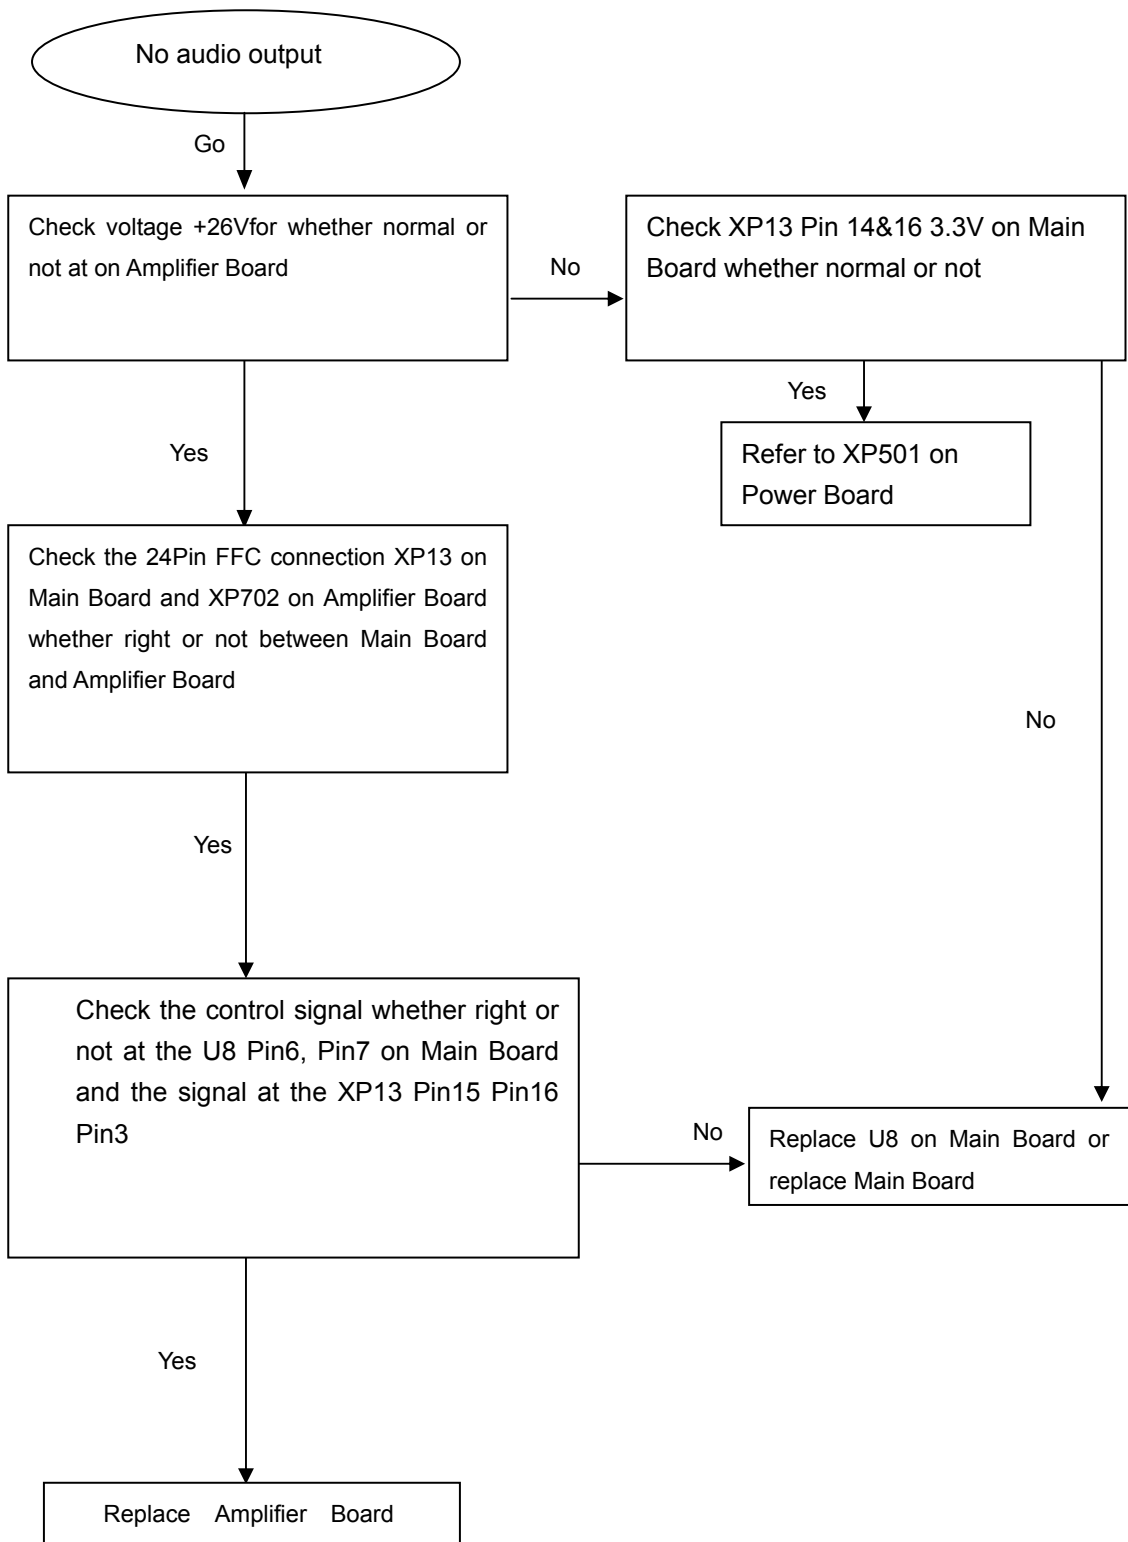 No audio output
Go
Check voltage +26Vfor whether normal or
not at on Amplifier Board
No
Check XP13 Pin 14&16 3.3V on Main
Board whether normal or not
Yes
Refer to XP501 on
Power Board
Yes
Check the 24Pin FFC connection XP13 on
Main Board and XP702 on Amplifier Board
whether right or not between Main Board
and Amplifier Board
No
Yes
Check the control signal whether right or
not at the U8 Pin6, Pin7 on Main Board
and the signal at the XP13 Pin15 Pin16
Pin3
No
Replace U8 on Main Board or
replace Main Board
Yes
Replace Amplifier Board